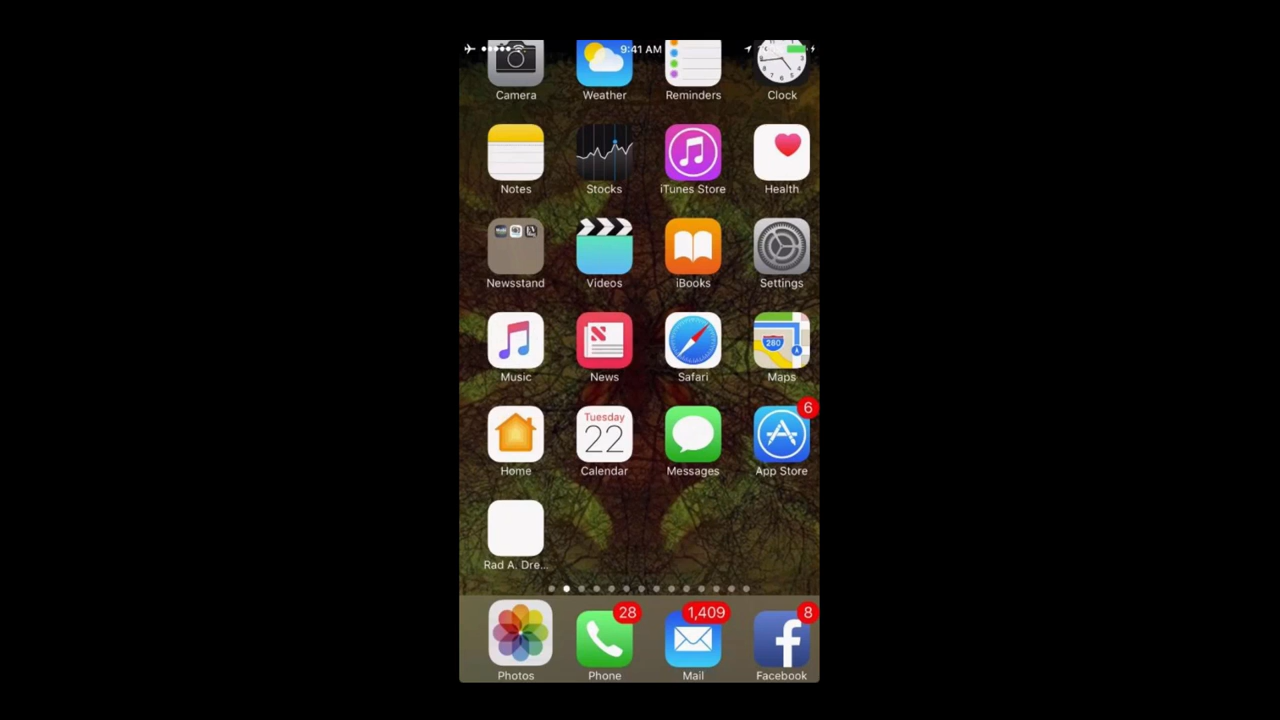 9:41 AM
Camera Weather Reminders Clock
Notes Stocks iTunes Store Health
Newsstand Videos iBooks Settings
280
Music News Safari Maps
6
Tuesday
22
Home Calendar Messages App Store
Rad A. Dre...
28 1,409 8
Photos Phone Mail Facebook